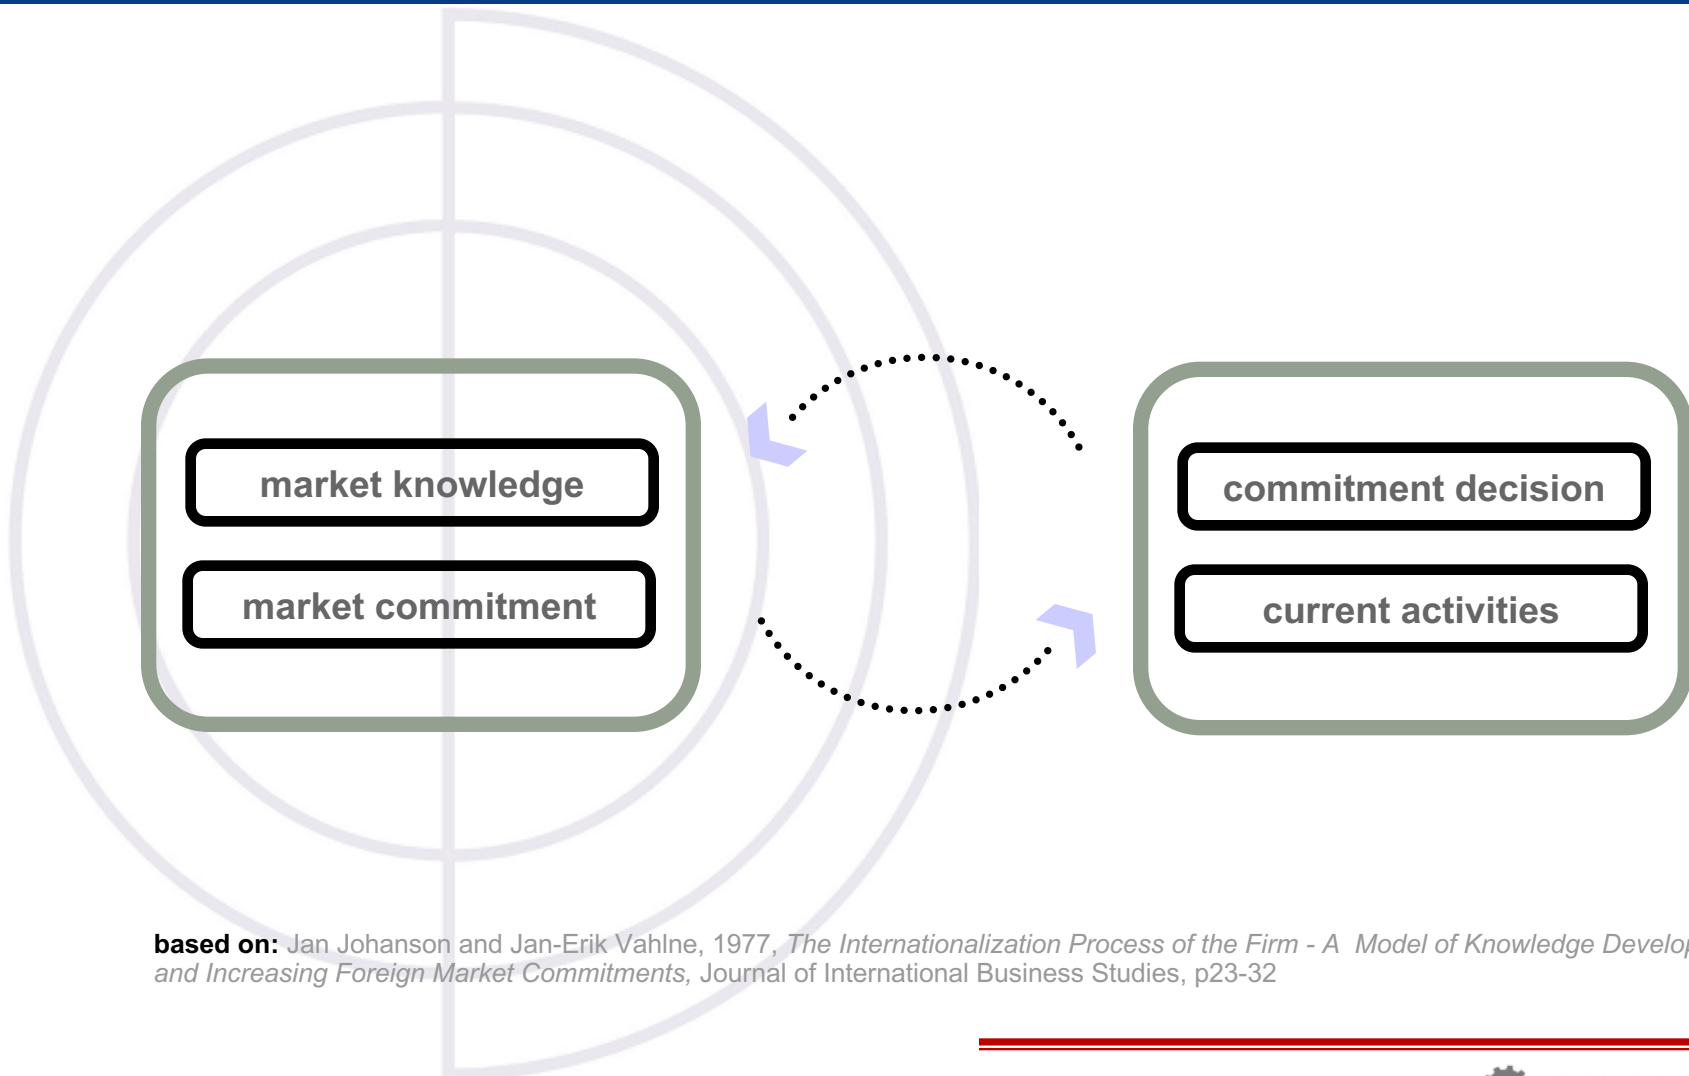 market knowledge
commitment decision
market commitment
current activities
based on: Jan Johanson and Jan-Erik Vahlne, 1977, The Internationalization Process of the Firm - A  Model of Knowledge Develop
and Increasing Foreign Market Commitments, Journal of International Business Studies, p23-32